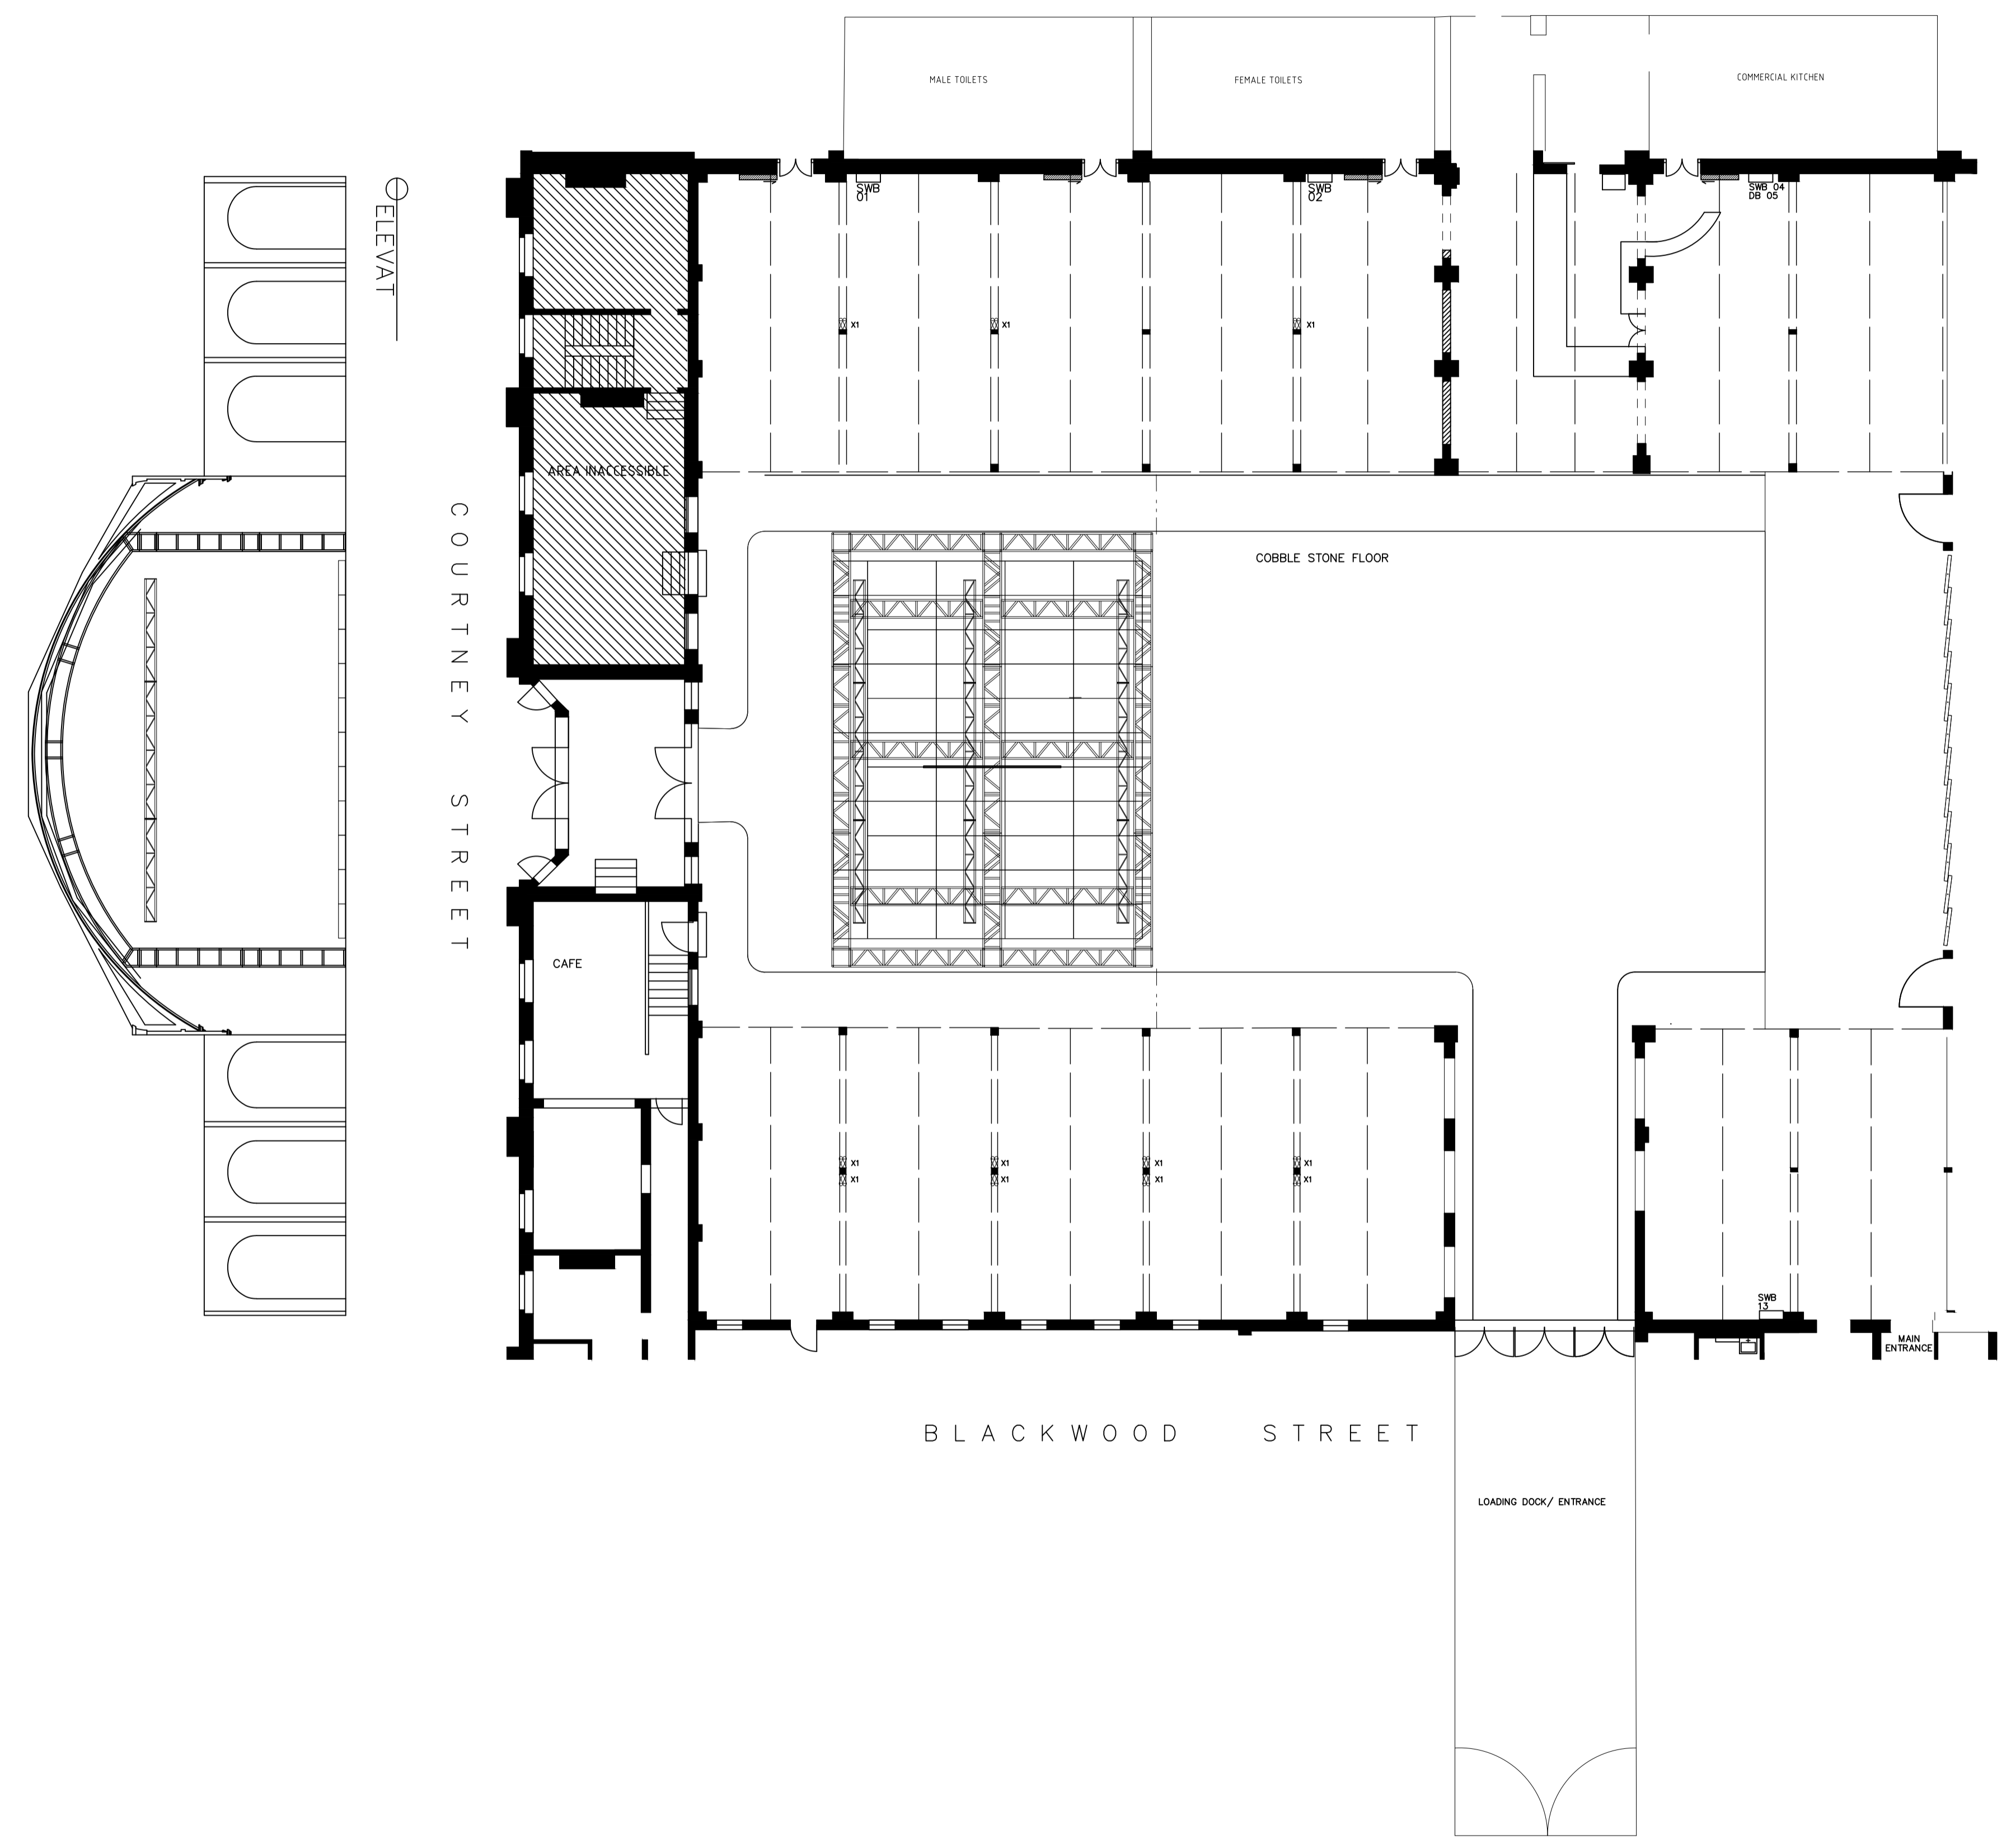 MALE TOILETS
FEMALE TOILETS
COMMERCIAL KITCHEN
SWB
01
SWB
02
SWB 04
DB 05
ELEVAT
X1
X1
X1
AREA INACCESSIBLE
COURTNEY STREET
COBBLE STONE FLOOR
CAFE
X1
X1
X1
X1
X1
X1
X1
X1
SWB
13
MAIN
ENTRANCE
BLACKWOOD STREET
LOADING DOCK/ ENTRANCE